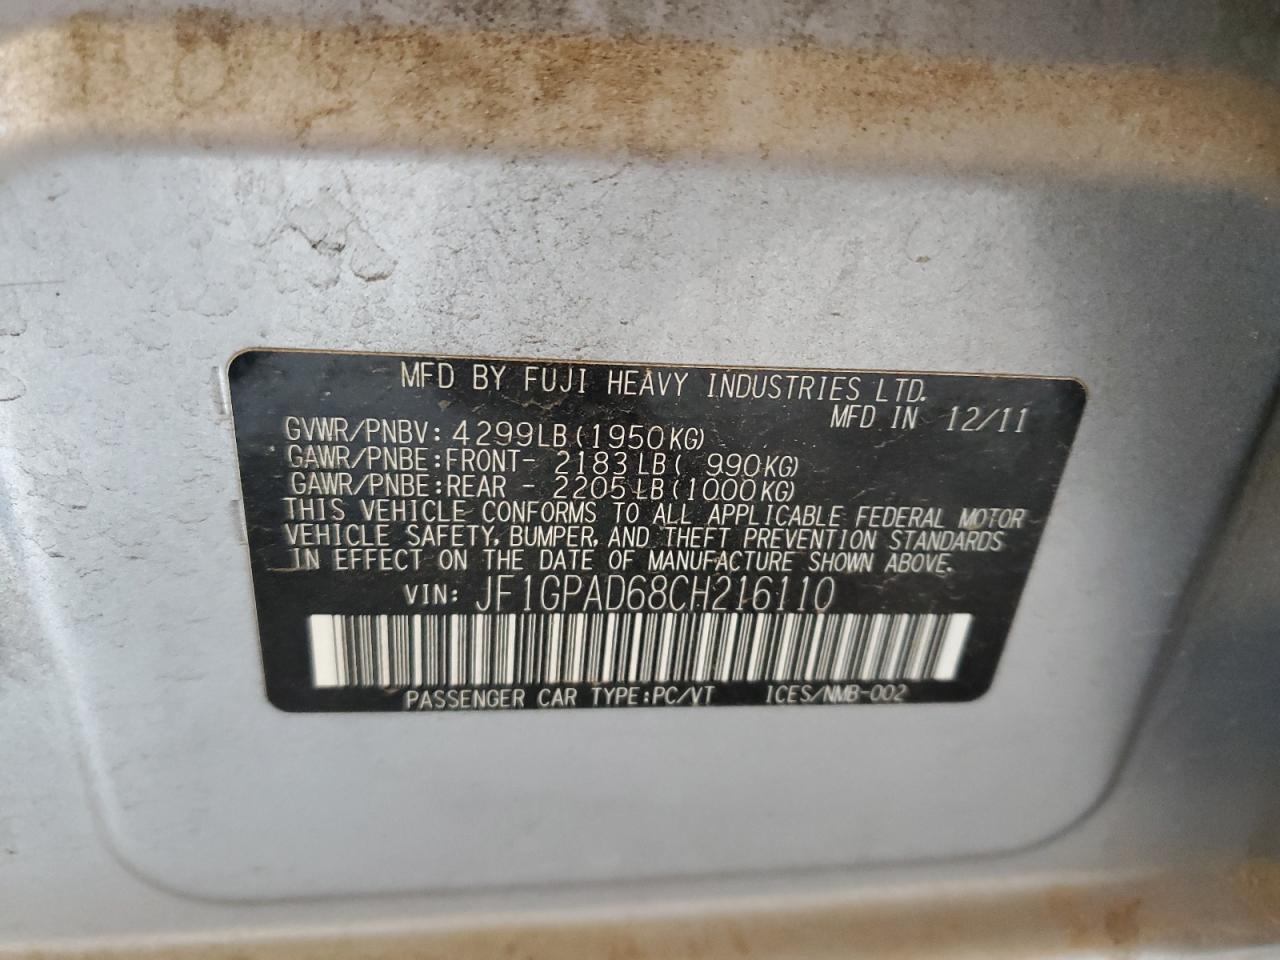 MFD BY FUJI HEAVY INDUSTRIES LTD.
MFD IN 12/11
GVWR/PNBV: 4299LB(1950KG)
GAWR/PNBE:FRONT- 2183LB( 990KG)
GAWR/PNBE:REAR - 2205LB(1000KG)
THIS VEHICLE CONFORMS TO ALL APPLICABLE FEDERAL MOTOR
VEHICLE SAFETY, BUMPER, AND THEFT PREVENTION STANDARDS
IN EFFECT ON THE DATE OF MANUFACTURE SHOWN ABOVE.
VIN: JF1GPAD68CH216110
PASSENGER CAR TYPE:PC/VT ICES/NMB-002